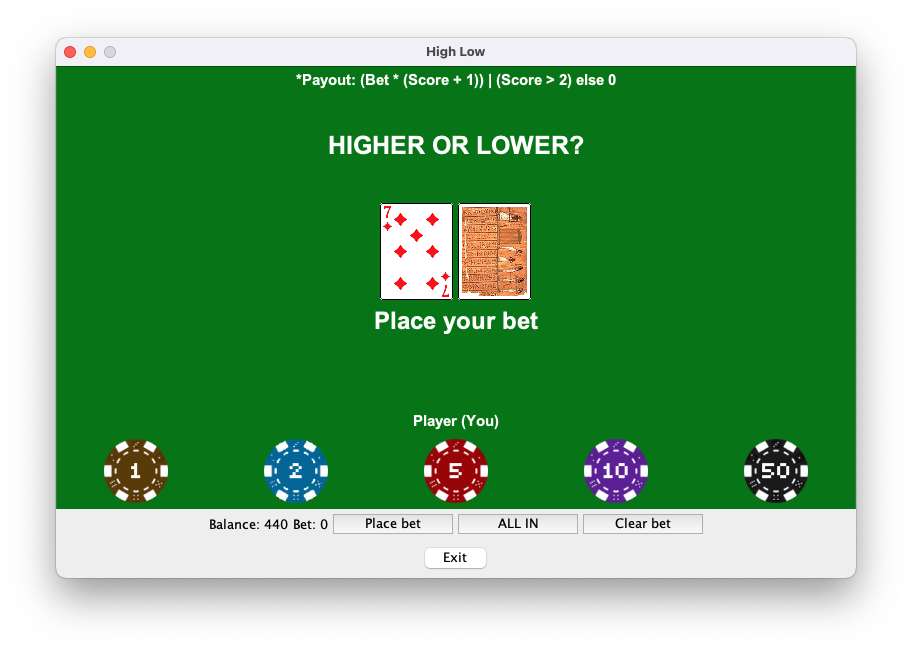 High Low
*Payout: (Bet * (Score + 1)) | (Score > 2) else 0
HIGHER OR LOWER?
7
7
Place your bet
Player (You)
1 2 5 10 50
Balance: 440 Bet: 0 Place bet ALL IN Clear bet
Exit